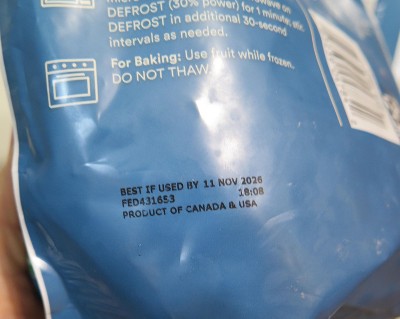 DEFROST (30% power) for 1 minute; stir.
DEFROST in additional 30-second
intervals as needed.
For Baking: Use fruit while frozen.
DO NOT THAW.
BEST IF USED BY 11 NOV 2026
FED431653 18:08
PRODUCT OF CANADA & USA